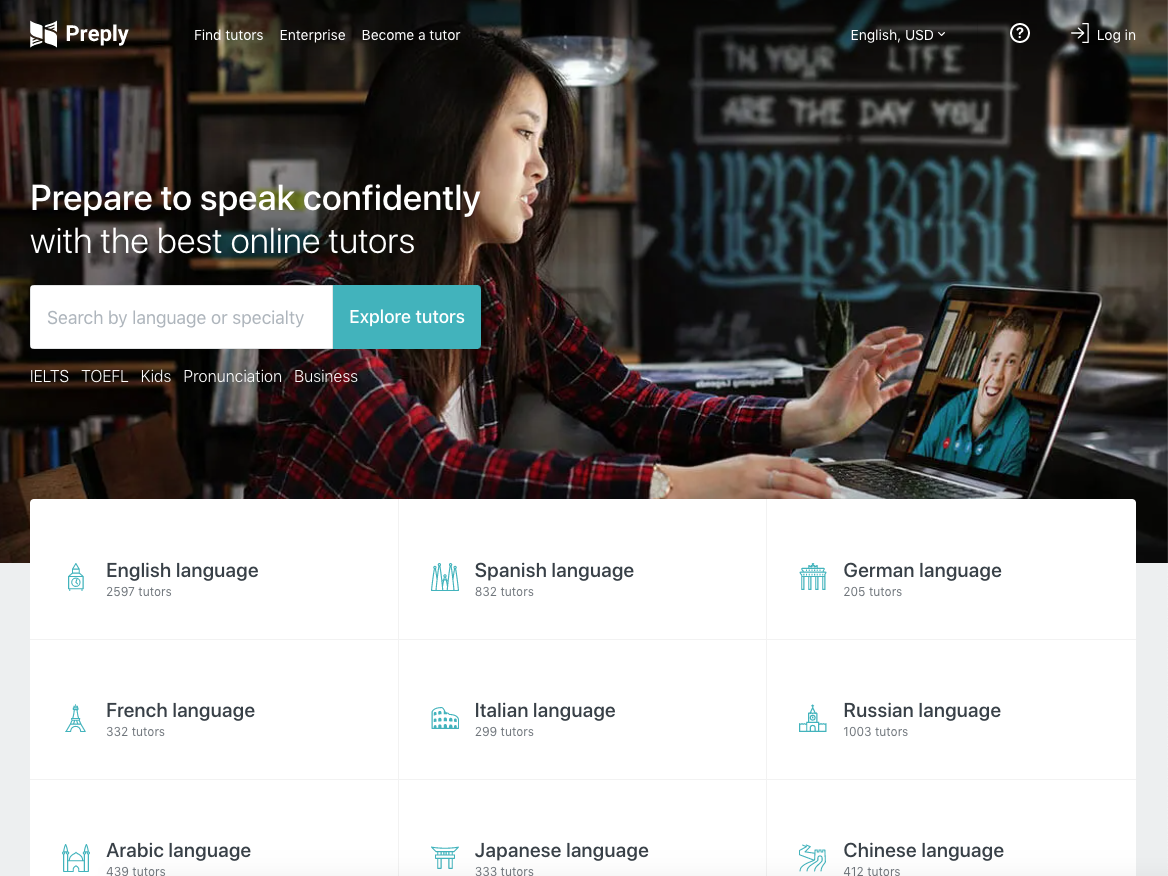 Preply
Find tutors Enterprise Become a tutor
English, USD
Log in
IN YOUR LIFE
ARE THE DAY YOU
WERE BORN
Prepare to speak confidently
with the best online tutors
Search by language or specialty
Explore tutors
IELTS TOEFL Kids Pronunciation Business
English language
2597 tutors
Spanish language
832 tutors
German language
205 tutors
French language
332 tutors
Italian language
299 tutors
Russian language
1003 tutors
Arabic language
439 tutors
Japanese language
333 tutors
Chinese language
412 tutors